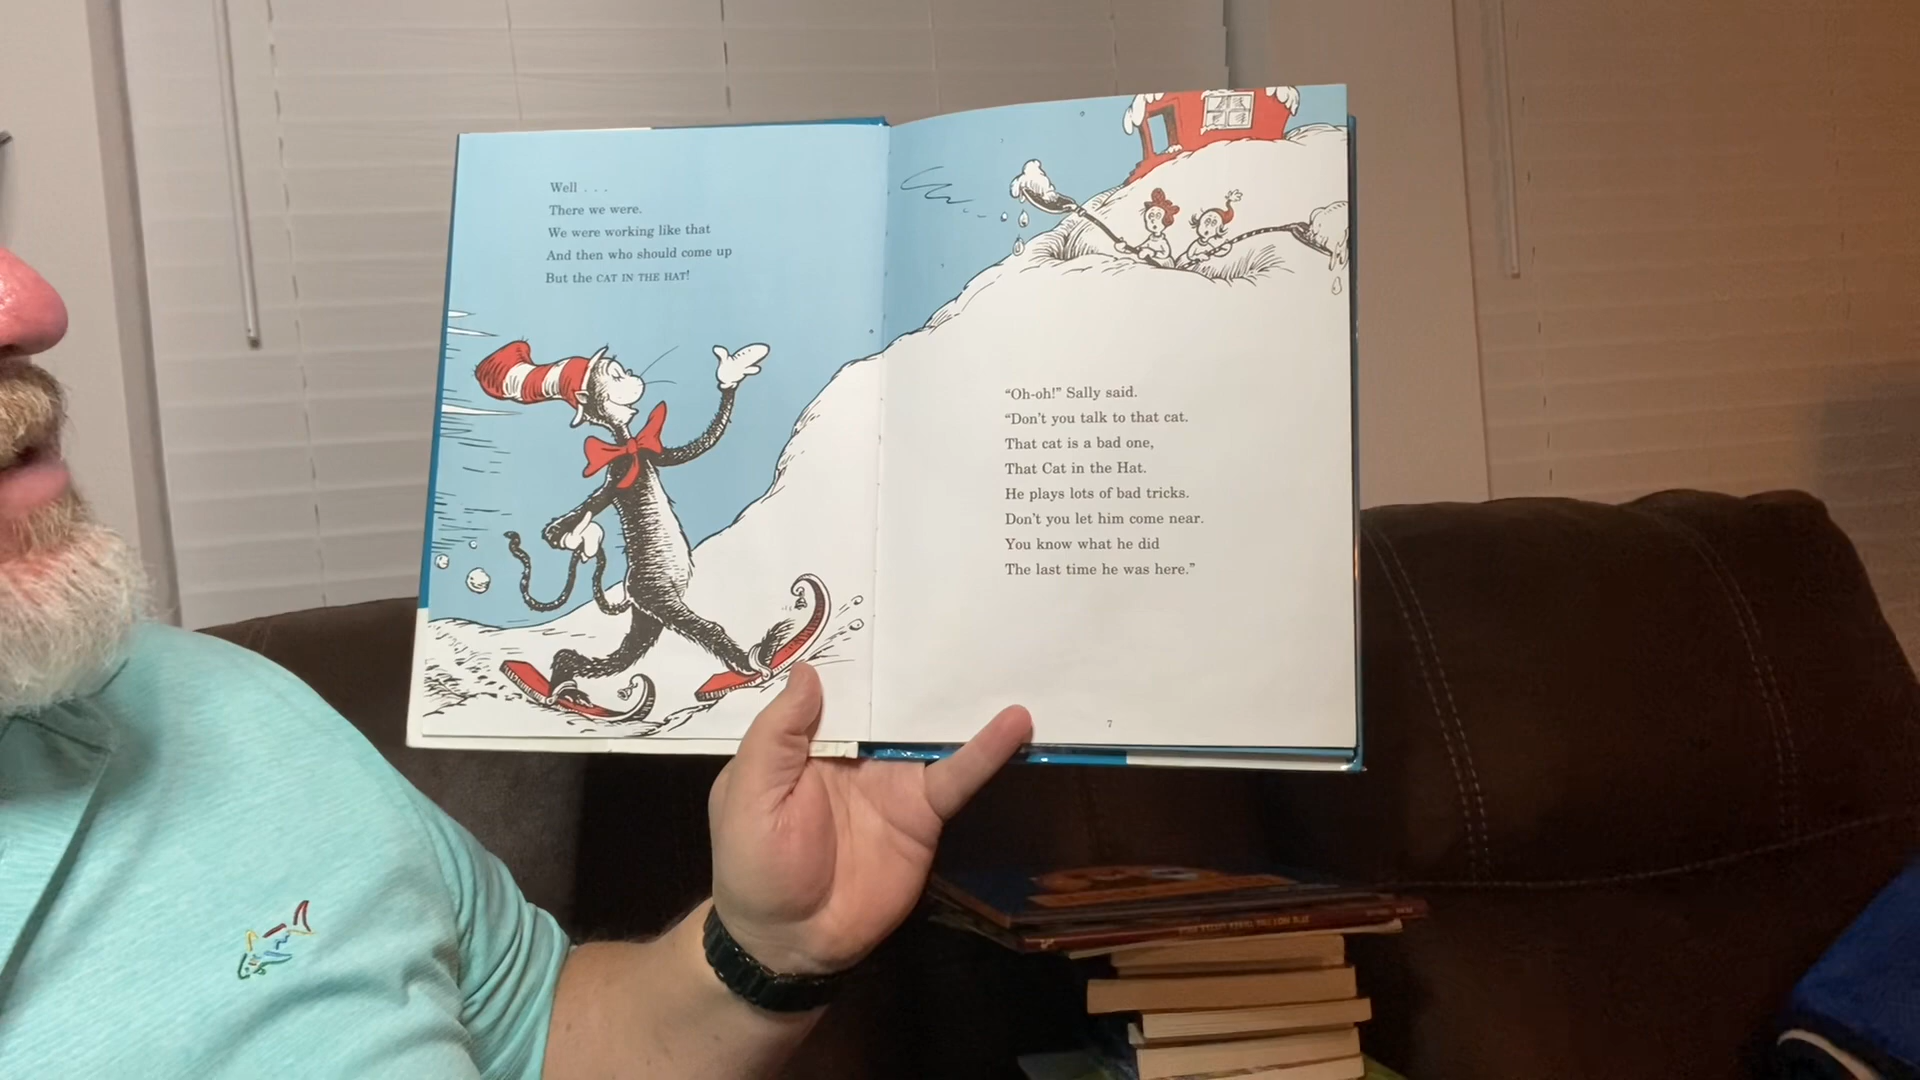 Well . . .
There we were.
We were working like that
And then who should come up
But the CAT IN THE HAT!
“Oh-oh!” Sally said.
“Don’t you talk to that cat.
That cat is a bad one,
That Cat in the Hat.
He plays lots of bad tricks.
Don’t you let him come near.
You know what he did
The last time he was here.”
7